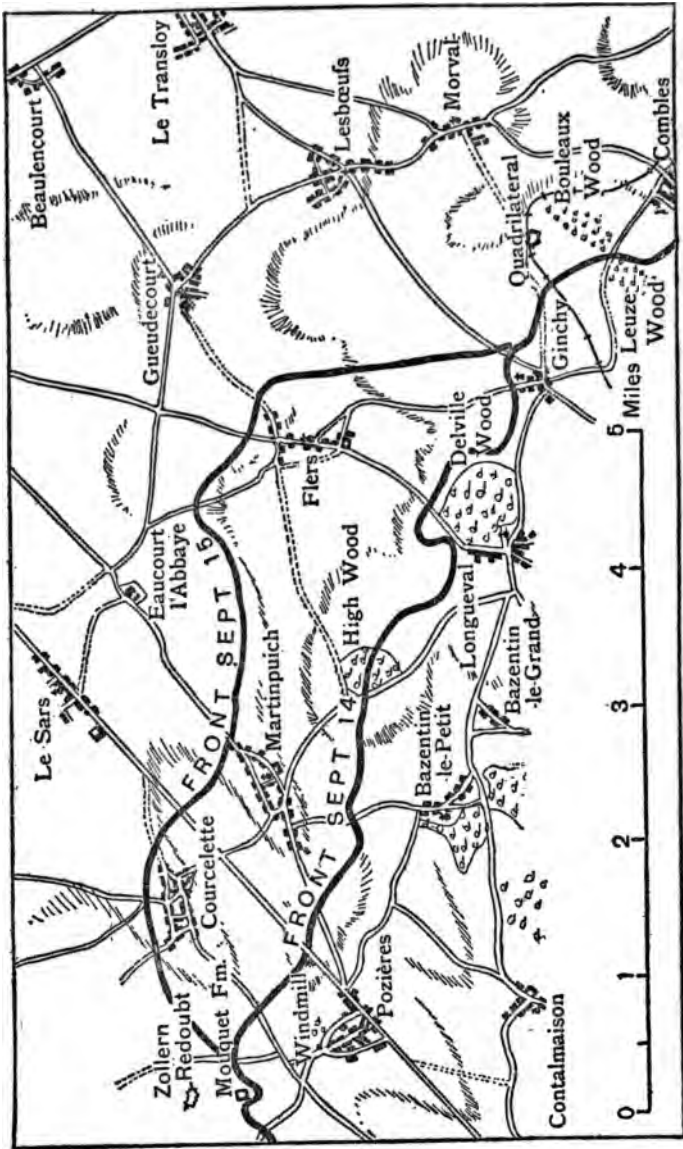 Beaulencourt
Le Transloy
Lesbœufs
Morval
Gueudecourt
Quadrilateral
Bouleaux
Wood
Combles
Leuze
Wood
Ginchy
Delville
Wood
Flers
Eaucourt
l'Abbaye
Le Sars
FRONT SEPT 15
Martinpuich
High Wood
Longueval
FRONT SEPT 14
Bazentin
-le-Petit
Bazentin
-le-Grand
Courcelette
Zollern
Redoubt
Mouquet Fm.
Windmill
Pozières
Contalmaison
0 1 2 3 4 5 Miles